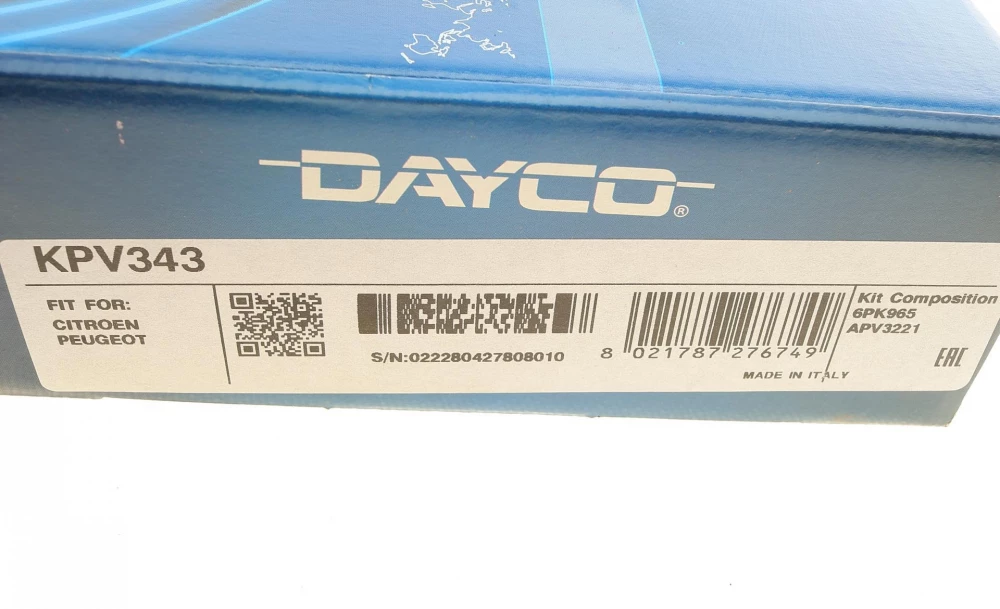 DAYCO®
KPV343
FIT FOR:
CITROEN
PEUGEOT
S/N:022280427808010
8 021787 276749
MADE IN ITALY
Kit Composition
6PK965
APV3221
EAC